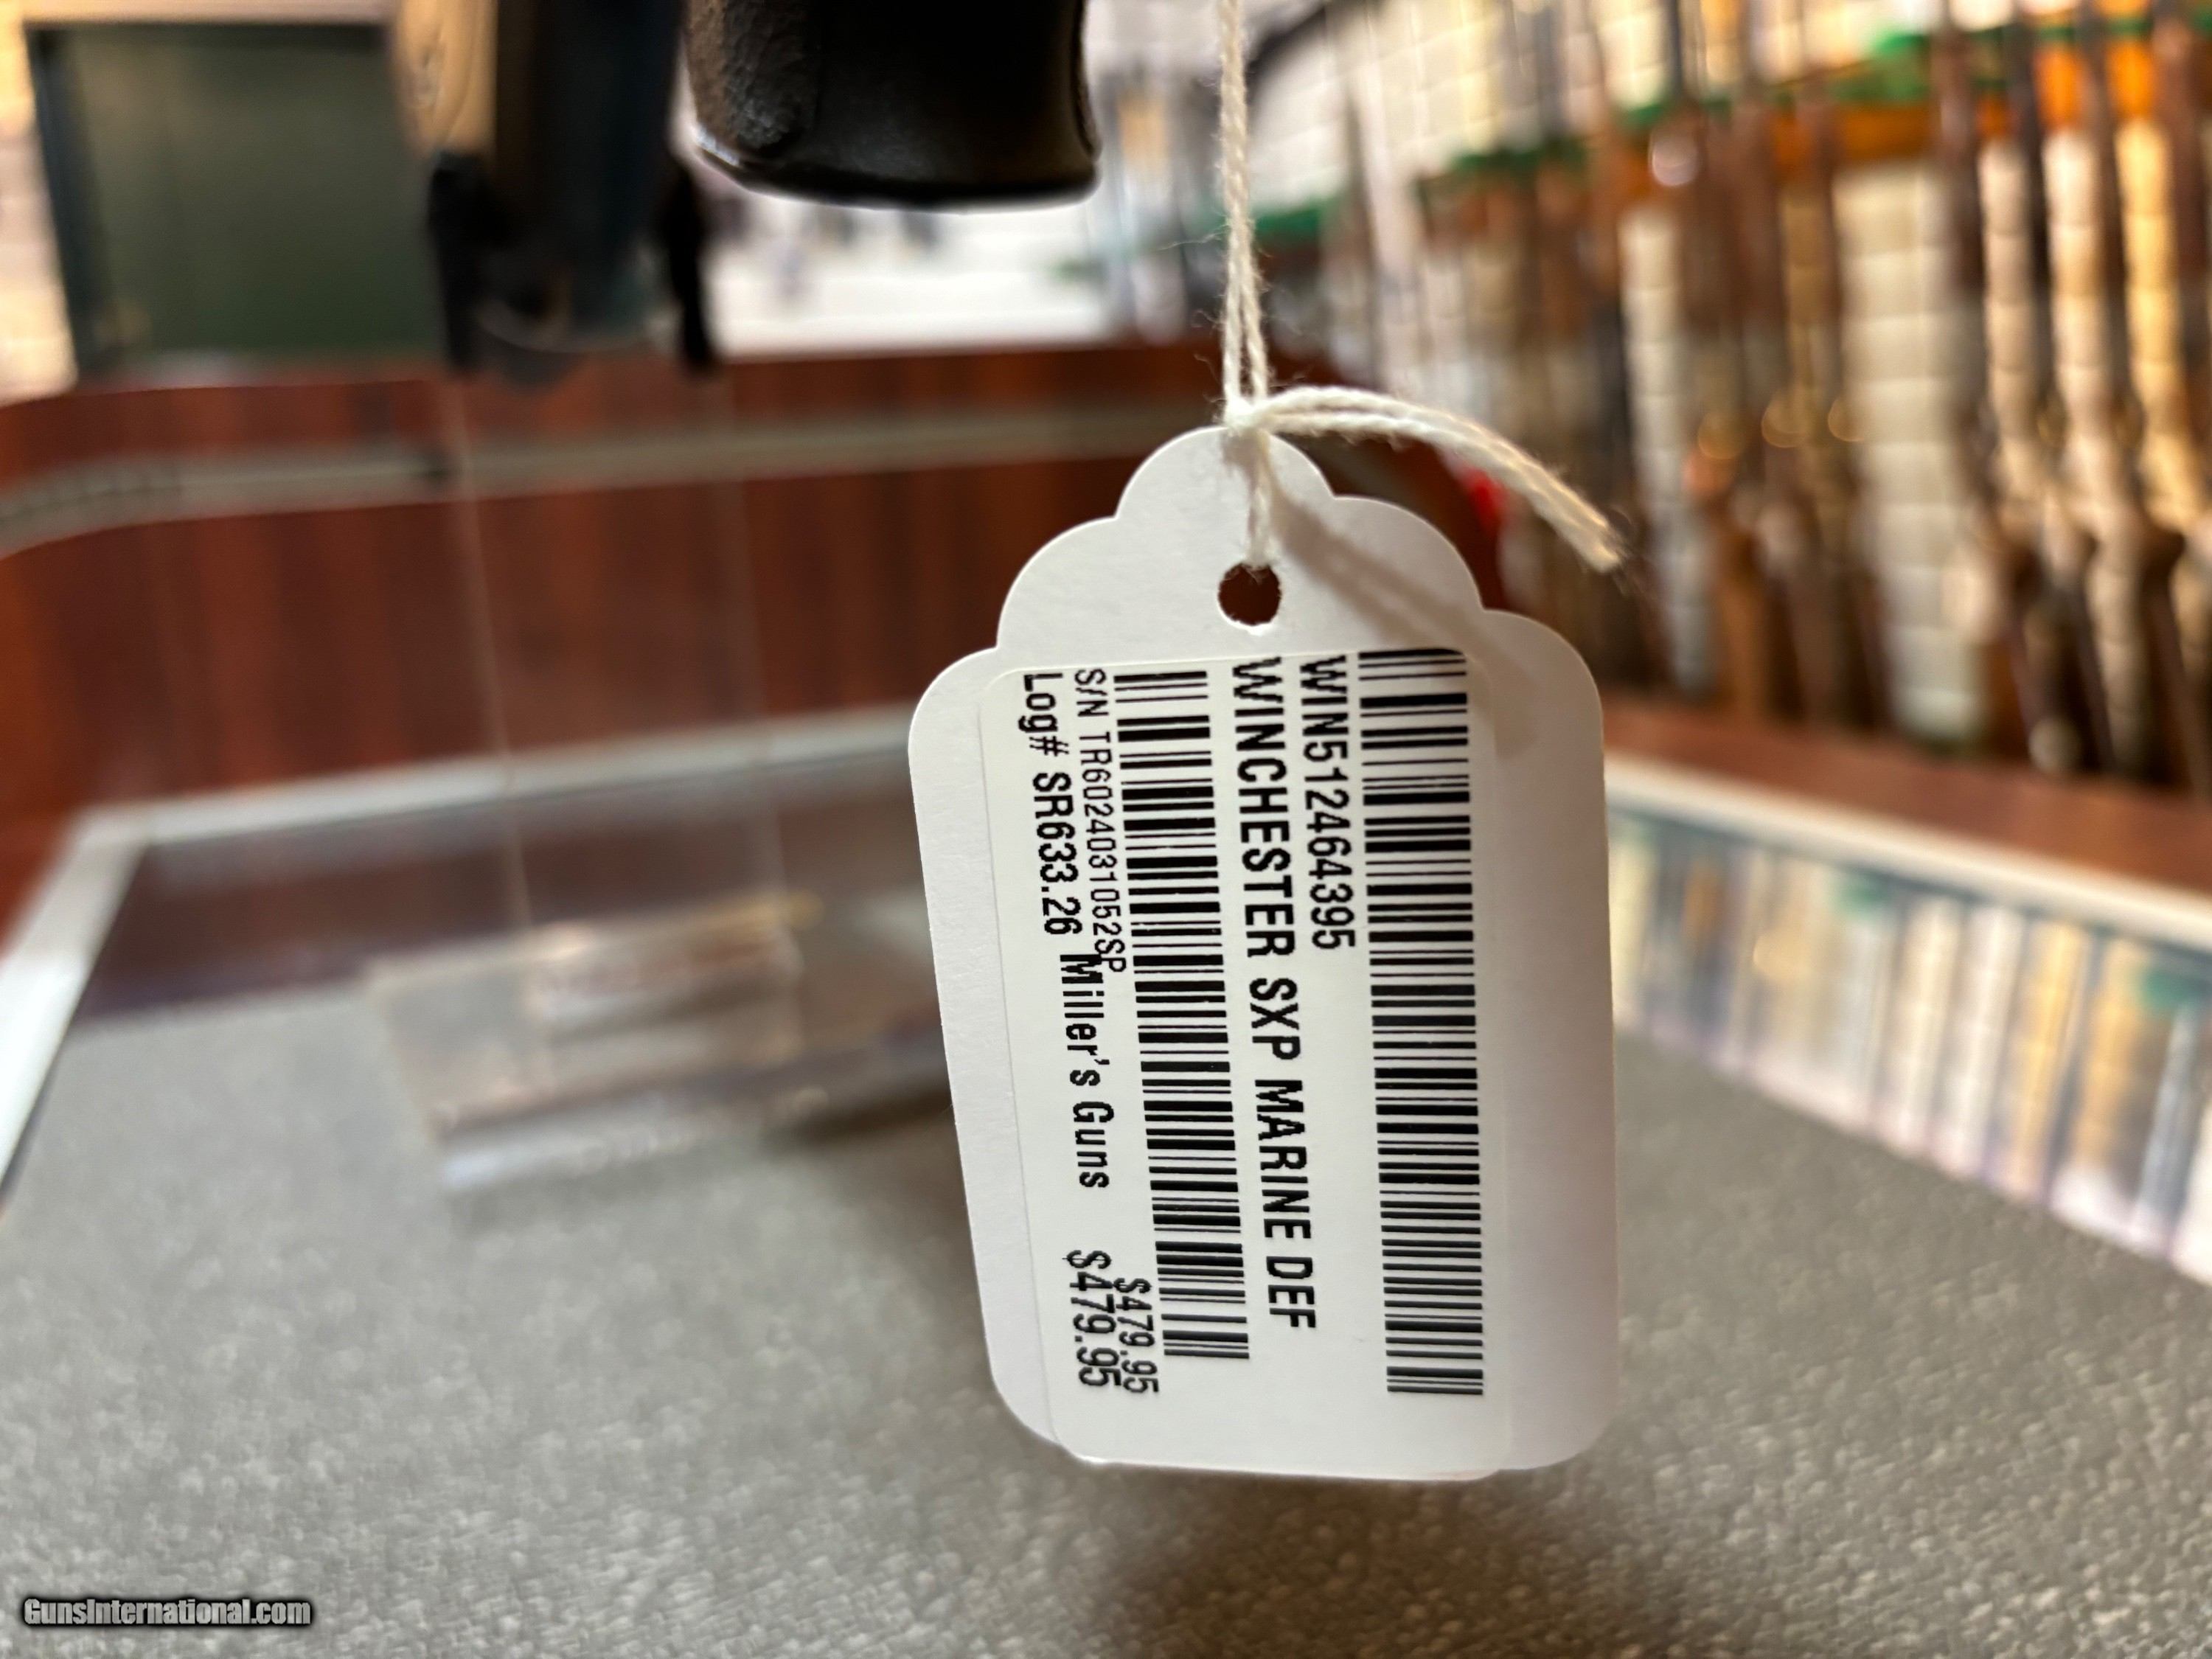 WIN512464395
WINCHESTER SXP MARINE DEF
S/N TR6024031052SP $479.95
Log# SR633.26 Miller's Guns $479.95
GunsInternational.com